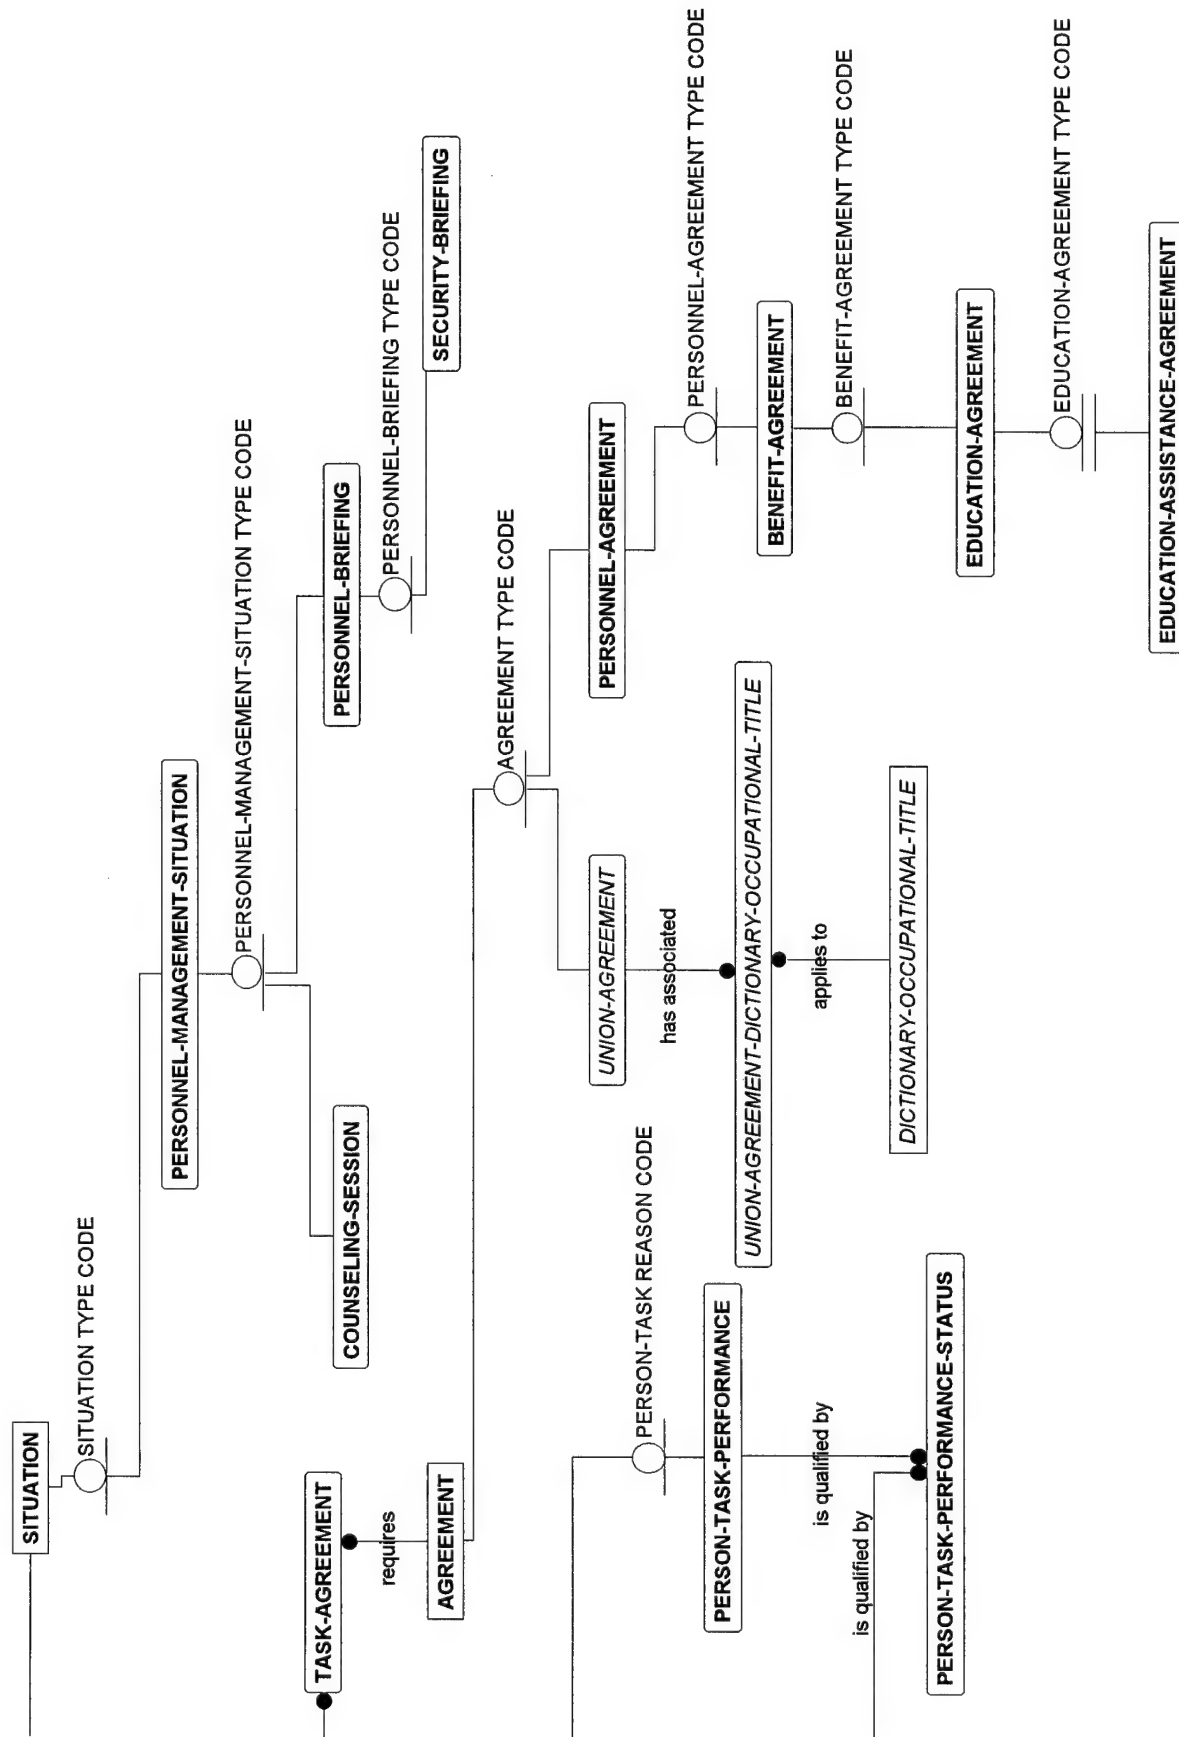 SITUATION
SITUATION TYPE CODE
PERSONNEL-MANAGEMENT-SITUATION
PERSONNEL-MANAGEMENT-SITUATION TYPE CODE
COUNSELING-SESSION
PERSONNEL-BRIEFING
PERSONNEL-BRIEFING TYPE CODE
SECURITY-BRIEFING
TASK-AGREEMENT
requires
AGREEMENT
AGREEMENT TYPE CODE
UNION-AGREEMENT
has associated
UNION-AGREEMENT-DICTIONARY-OCCUPATIONAL-TITLE
applies to
DICTIONARY-OCCUPATIONAL-TITLE
PERSONNEL-AGREEMENT
PERSONNEL-AGREEMENT TYPE CODE
BENEFIT-AGREEMENT
BENEFIT-AGREEMENT TYPE CODE
EDUCATION-AGREEMENT
EDUCATION-AGREEMENT TYPE CODE
EDUCATION-ASSISTANCE-AGREEMENT
PERSON-TASK REASON CODE
PERSON-TASK-PERFORMANCE
is qualified by
is qualified by
PERSON-TASK-PERFORMANCE-STATUS